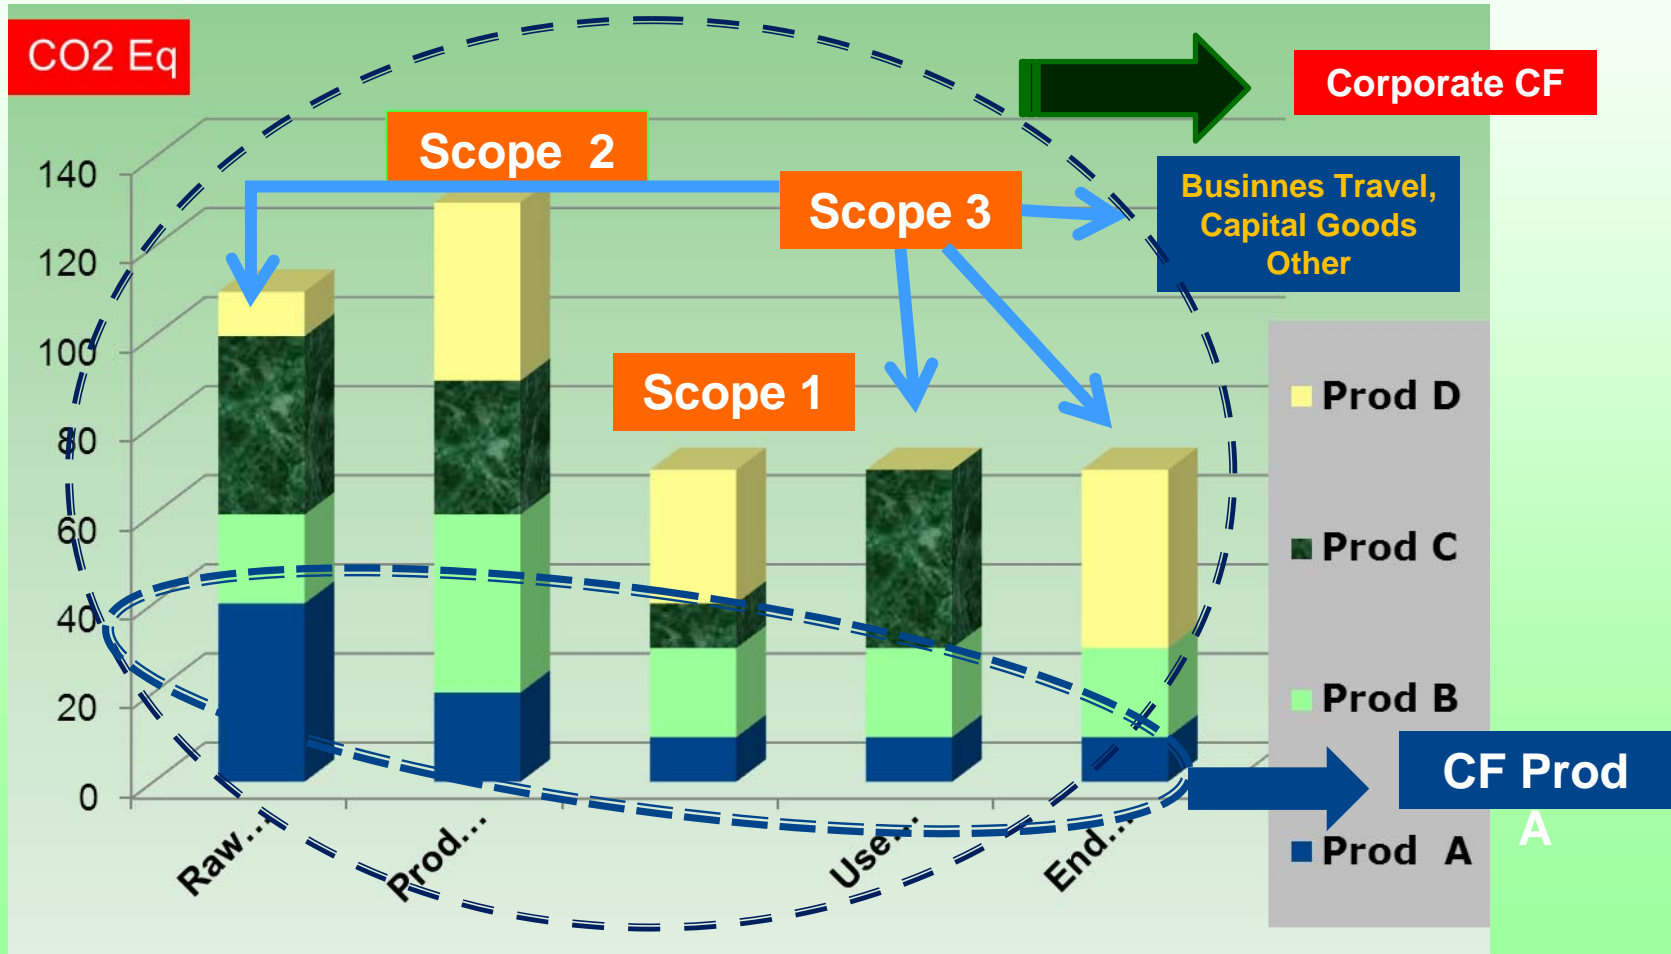 CO2 Eq
Corporate CF
Scope 2
Scope 3
Businnes Travel,
Capital Goods
Other
Scope 1
140
120
100
80
60
40
20
0
Raw...
Prod...
Use...
End...
Prod D
Prod C
Prod B
Prod A
CF Prod
A